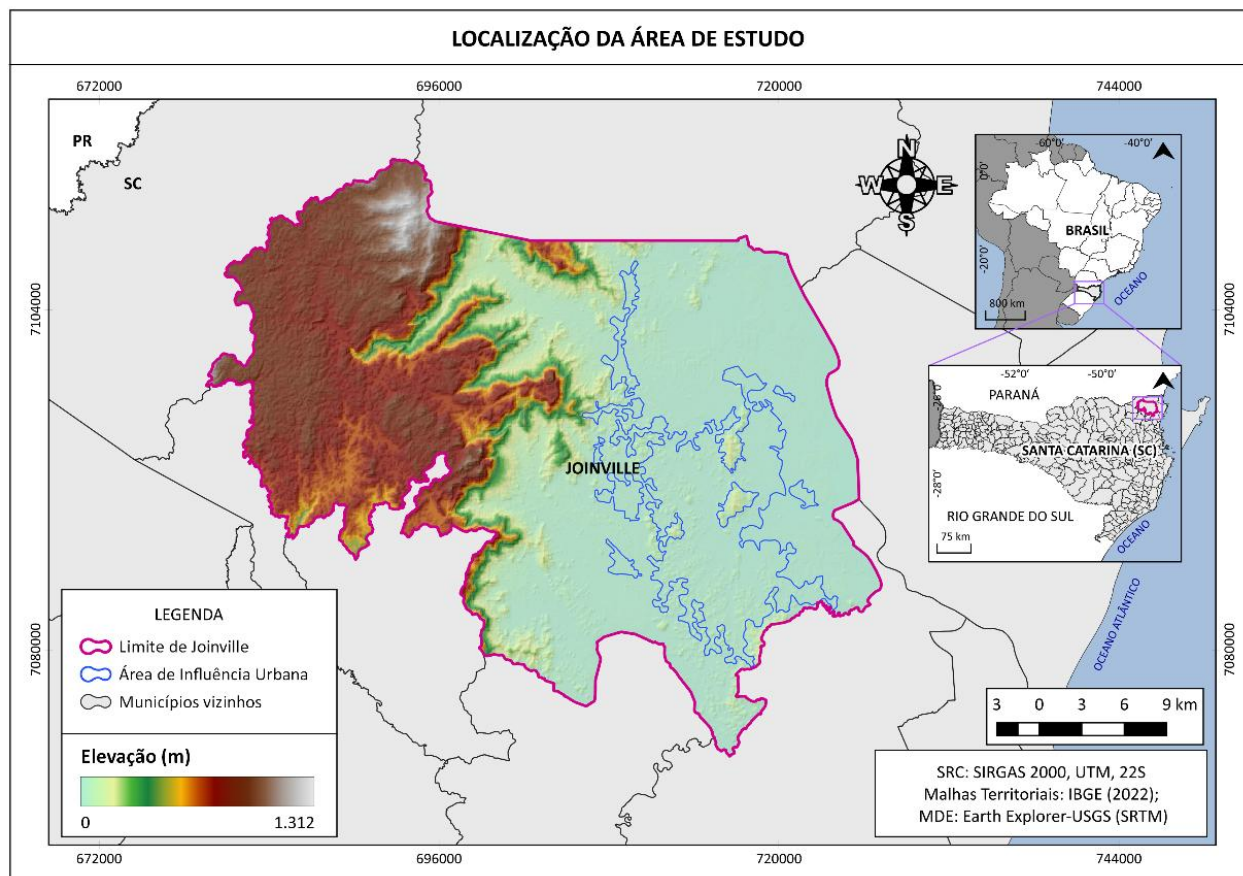 LOCALIZAÇÃO DA ÁREA DE ESTUDO
672000 696000 720000 744000
PR
SC
N
W E
S
7104000
7080000
7104000
7080000
JOINVILLE
-60°0' -40°0'
0°0'
-20°0'
BRASIL
OCEANO
800 km
-52°0' -50°0'
-26°0'
-28°0'
PARANÁ
SANTA CATARINA (SC)
RIO GRANDE DO SUL
OCEANO
75 km
OCEANO ATLÂNTICO
LEGENDA
Limite de Joinville
Área de Influência Urbana
Municípios vizinhos
Elevação (m)
0 1.312
3 0 3 6 9 km
SRC: SIRGAS 2000, UTM, 22S
Malhas Territoriais: IBGE (2022);
MDE: Earth Explorer-USGS (SRTM)
672000 696000 720000 744000